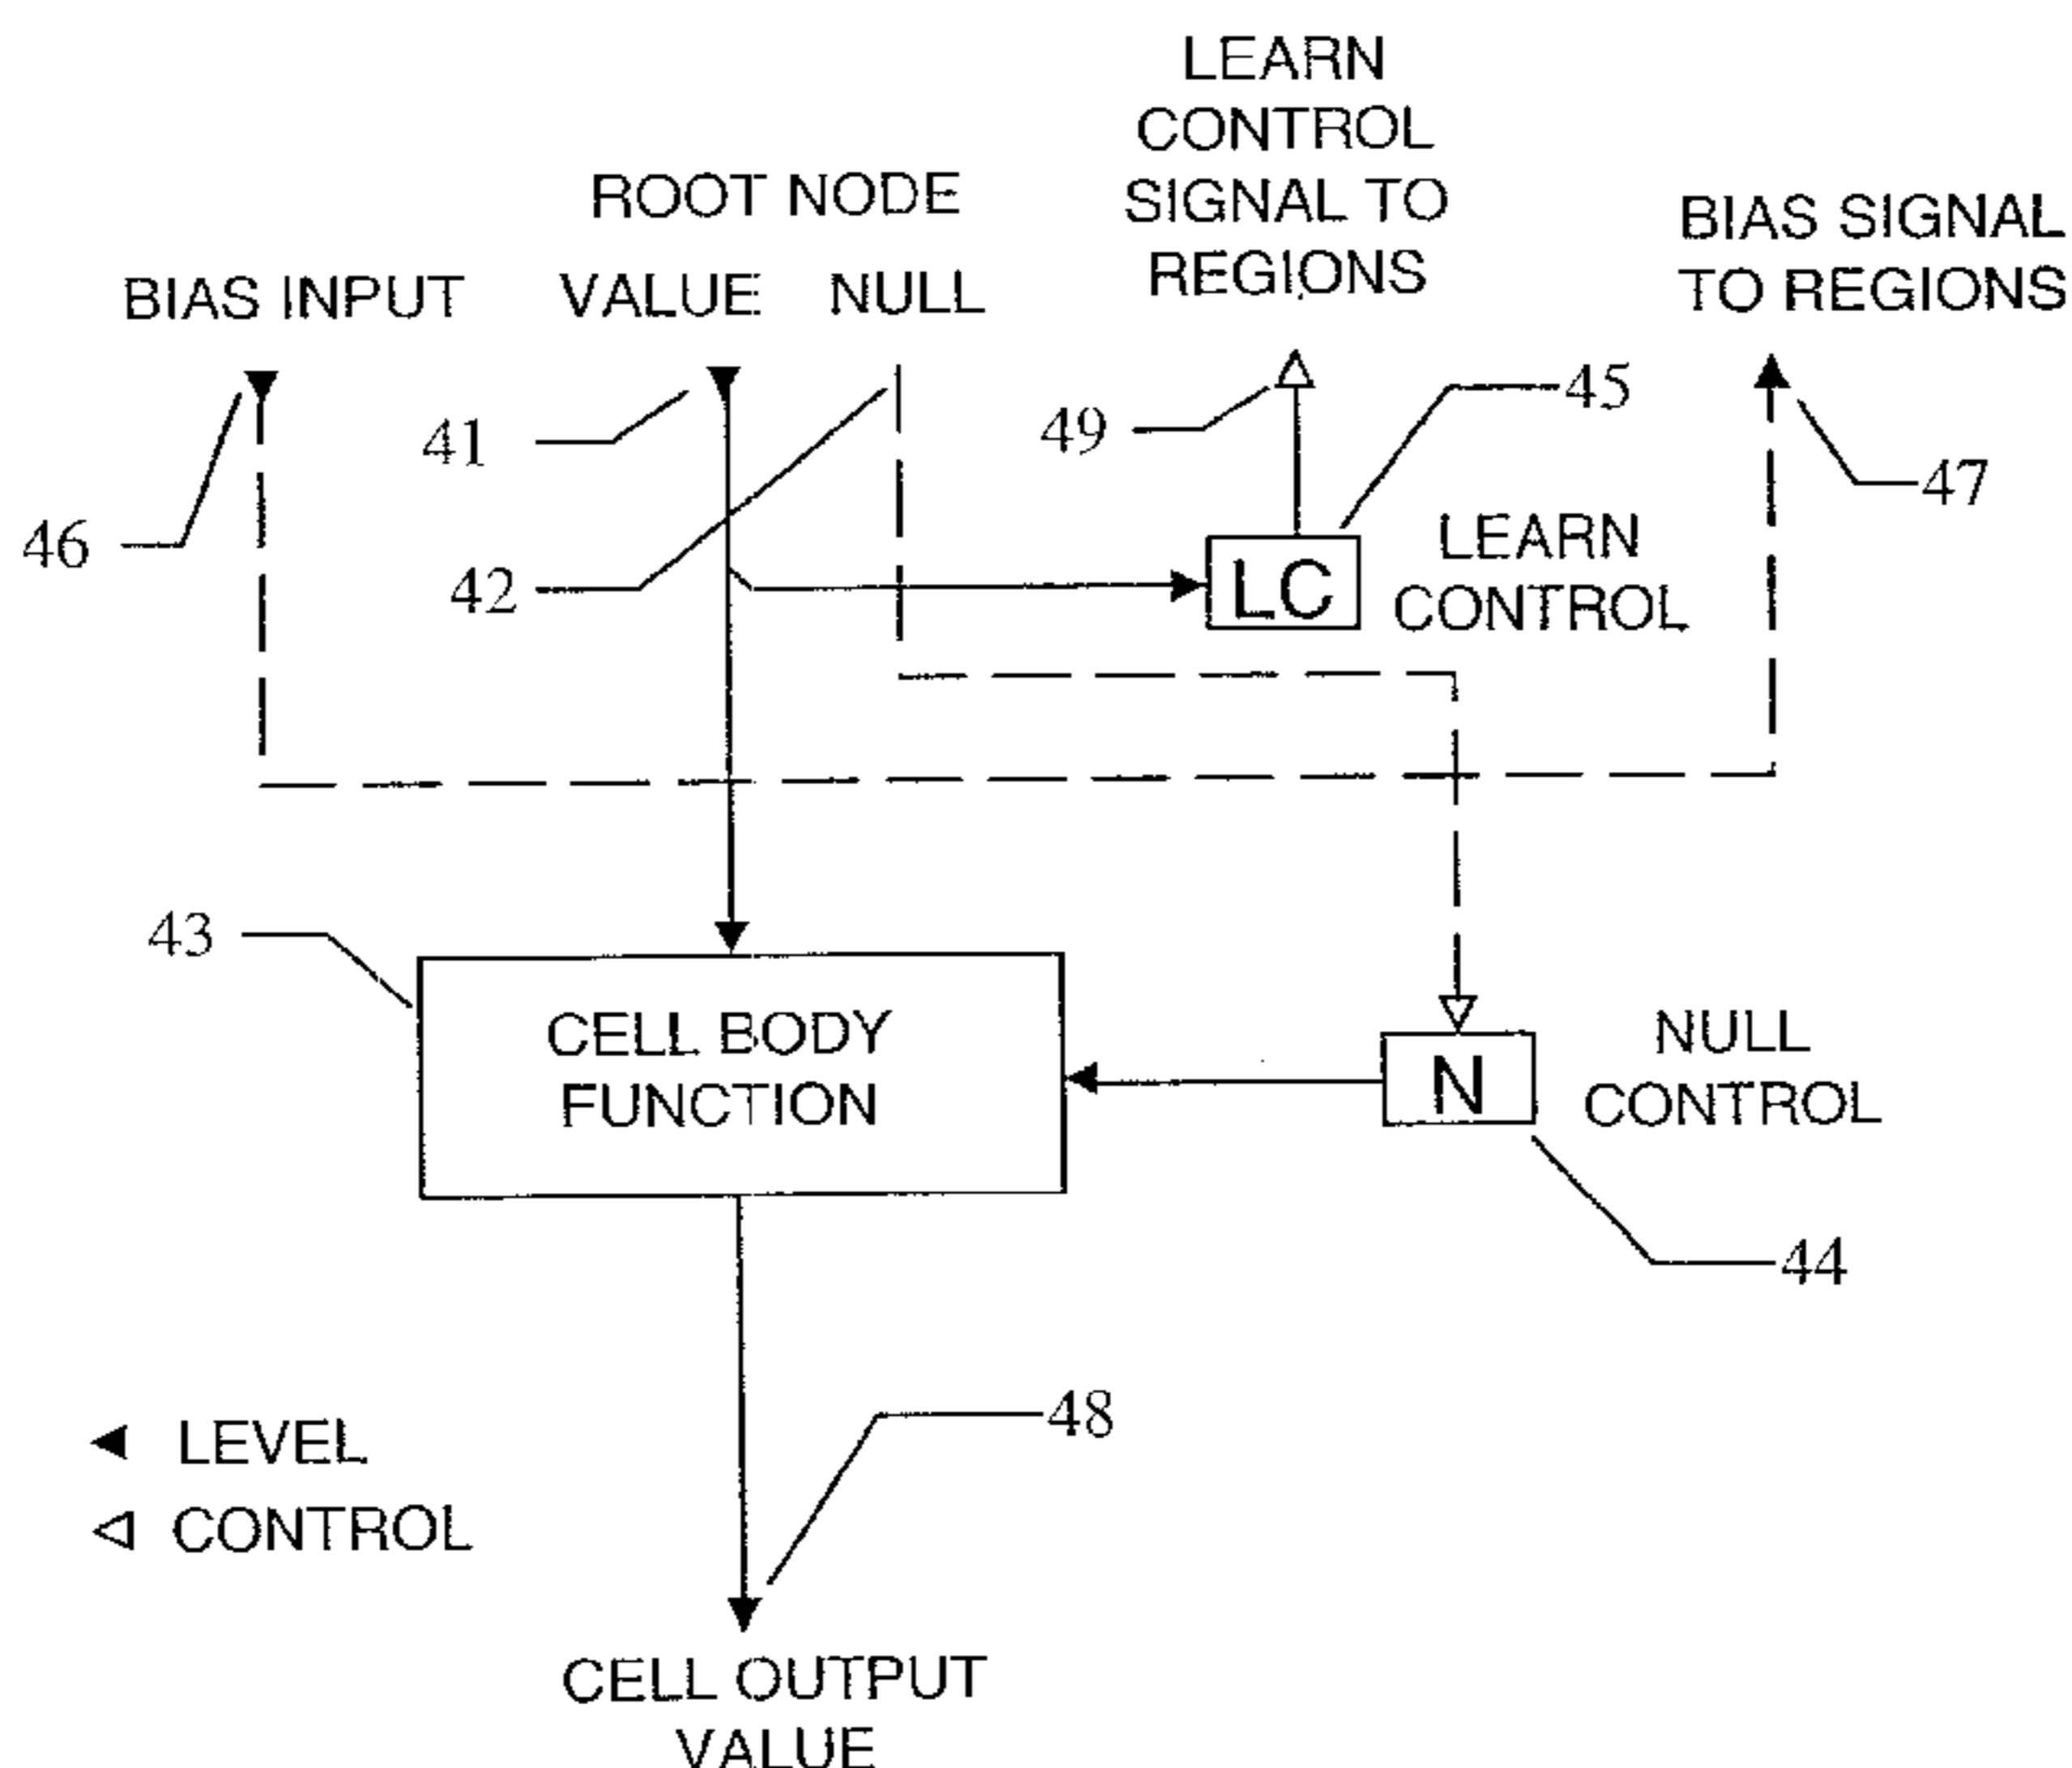 LEARN
CONTROL
SIGNAL TO
REGIONS
ROOT NODE
VALUE NULL
BIAS INPUT
BIAS SIGNAL
TO REGIONS
46
41
42
49
45
47
LC
LEARN
CONTROL
43
CELL BODY
FUNCTION
N
NULL
CONTROL
44
48
LEVEL
CONTROL
CELL OUTPUT
VALUE